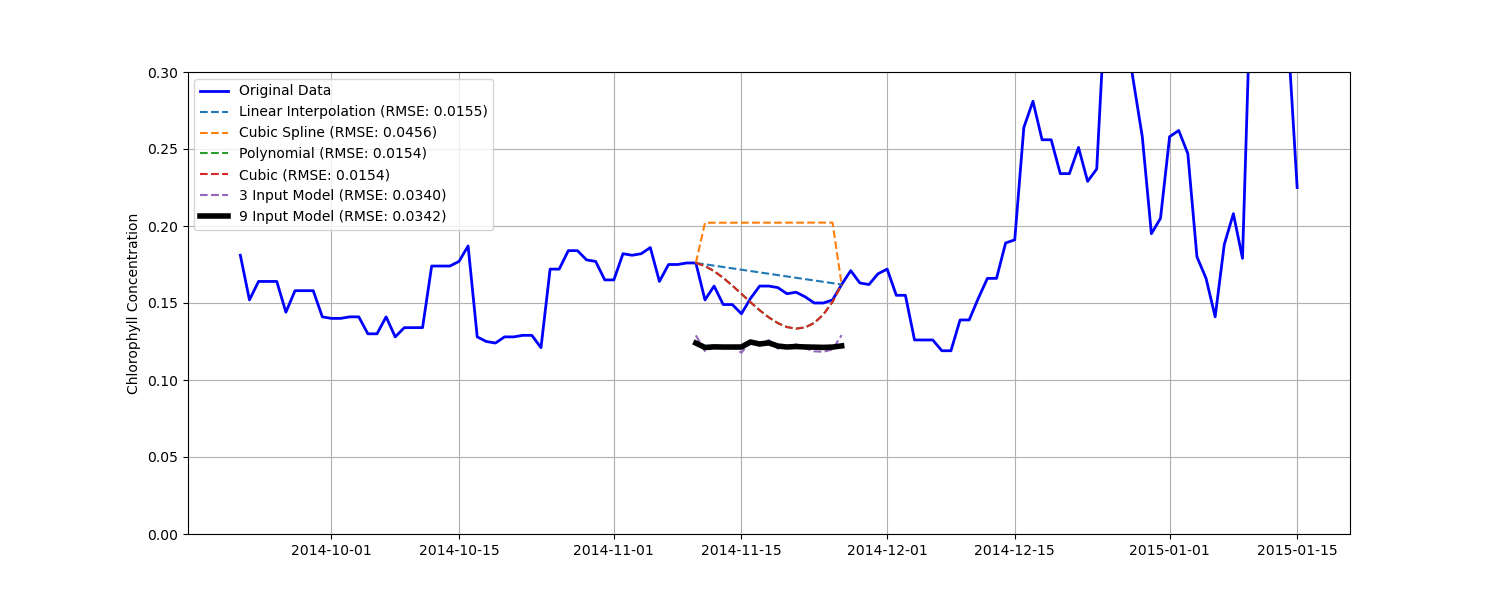 0.30
0.25
0.20
0.15
0.10
0.05
0.00
Chlorophyll Concentration
Original Data
Linear Interpolation (RMSE: 0.0155)
Cubic Spline (RMSE: 0.0456)
Polynomial (RMSE: 0.0154)
Cubic (RMSE: 0.0154)
3 Input Model (RMSE: 0.0340)
9 Input Model (RMSE: 0.0342)
2014-10-01 2014-10-15 2014-11-01 2014-11-15 2014-12-01 2014-12-15 2015-01-01 2015-01-15